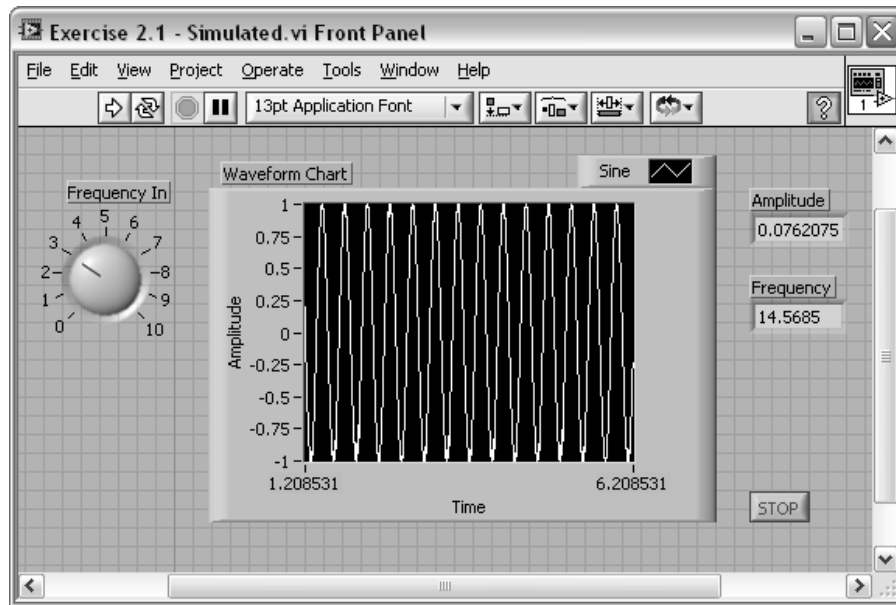 Exercise 2.1 - Simulated.vi Front Panel
File Edit View Project Operate Tools Window Help
13pt Application Font
?
1
Frequency In
0
1
2
3
4
5
6
7
8
9
10
Waveform Chart
Sine
Amplitude
1
0.75
0.5
0.25
0
-0.25
-0.5
-0.75
-1
1.208531 6.208531
Time
Amplitude
0.0762075
Frequency
14.5685
STOP